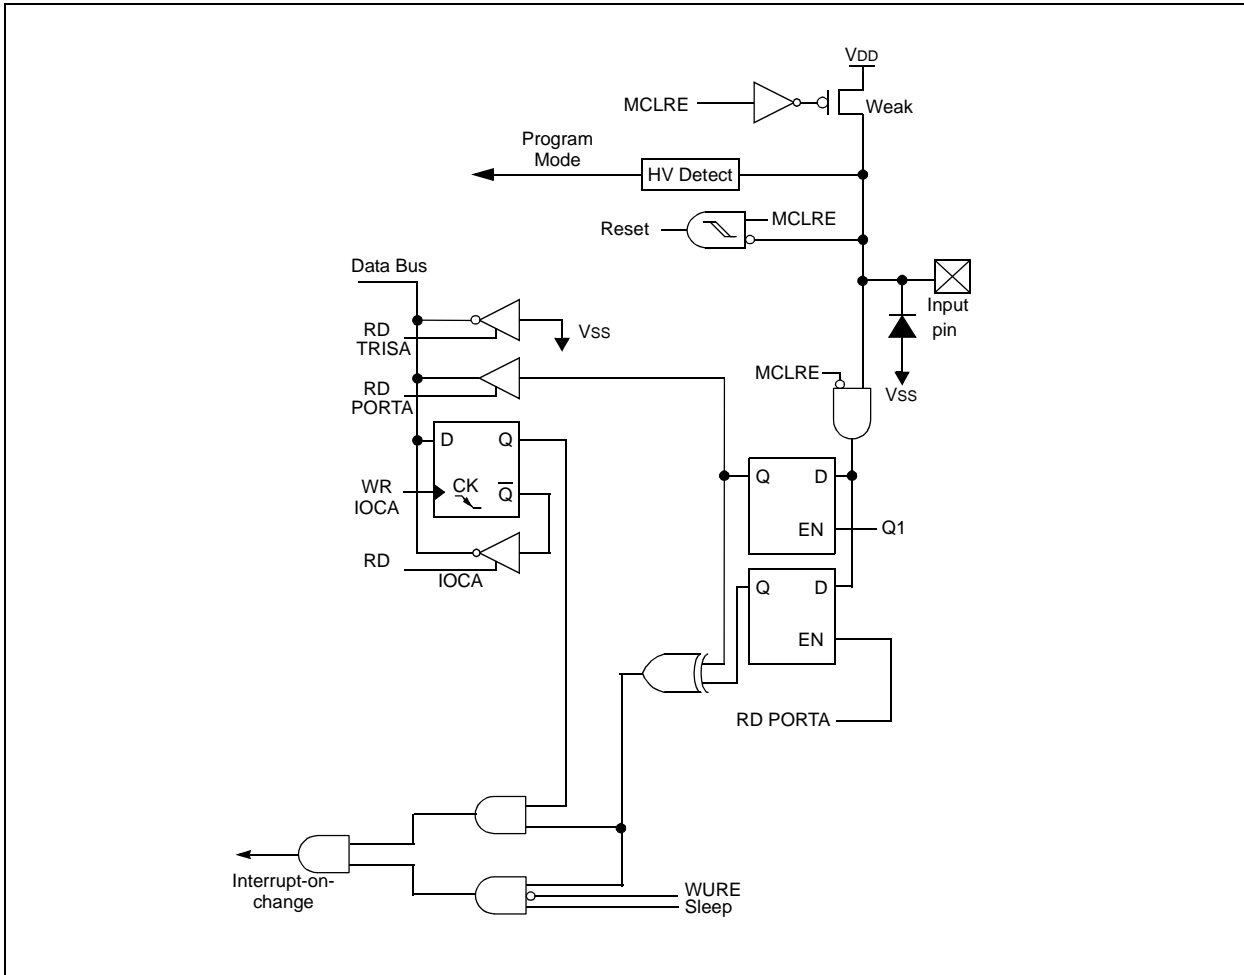 VDD
MCLRE
Weak
Program
Mode
HV Detect
MCLRE
Reset
Data Bus
Input
pin
RD
TRISA
VSS
MCLRE
VSS
RD
PORTA
D Q
CK
Q
WR
IOCA
Q D
EN
Q1
RD
IOCA
Q D
EN
RD PORTA
Interrupt-on-
change
WURE
Sleep